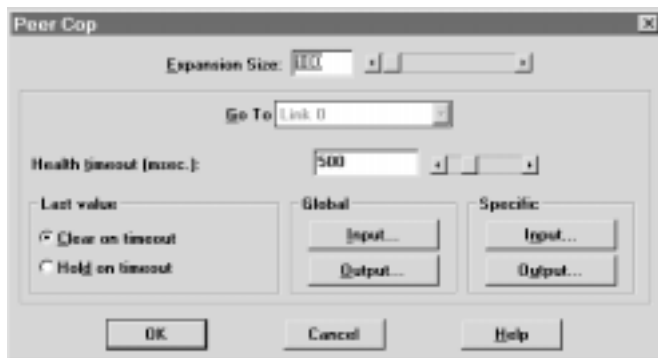 Peer Cop
Expansion Size:
Go To Link 0
Health timeout (msec.): 500
Last value
Clear on timeout
Hold on timeout
Global
Input...
Output...
Specific
Input...
Output...
OK Cancel Help